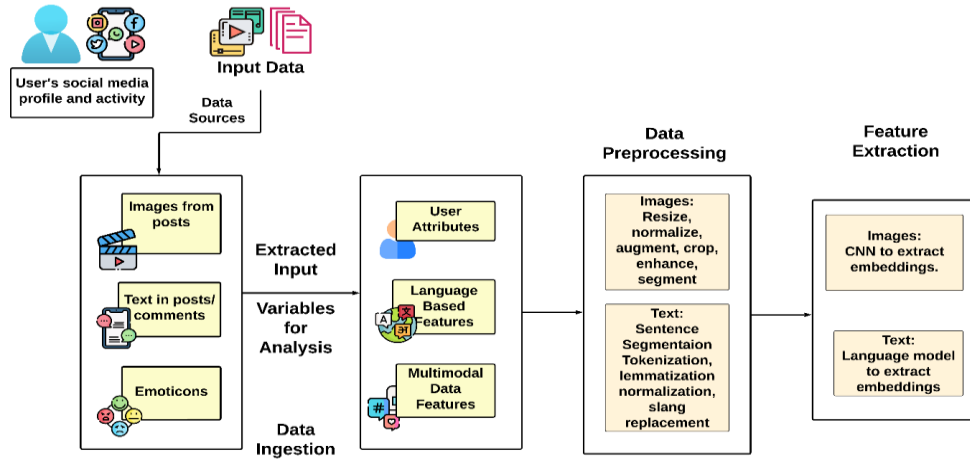 User's social media
profile and activity
Input Data
Data
Sources
Images from
posts
Text in posts/
comments
Emoticons
Extracted
Input
Variables
for
Analysis
Data
Ingestion
User
Attributes
A
文
अ
Language
Based
Features
#
Multimodal
Data
Features
Data
Preprocessing
Images:
Resize,
normalize,
augment, crop,
enhance,
segment
Text:
Sentence
Segmentaion
Tokenization,
lemmatization
normalization,
slang
replacement
Feature
Extraction
Images:
CNN to extract
embeddings.
Text:
Language model
to extract
embeddings